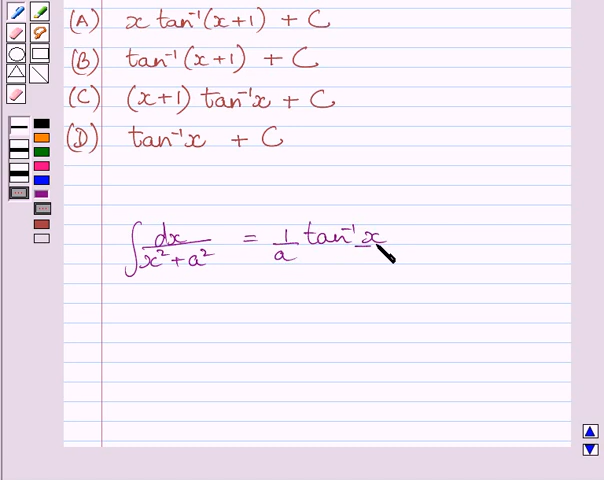 (A) x tan⁻¹(x+1) + C
(B) tan⁻¹(x+1) + C
(C) (x+1) tan⁻¹x + C
(D) tan⁻¹x + C
∫ dx/(x² + a²) = 1/a tan⁻¹ x